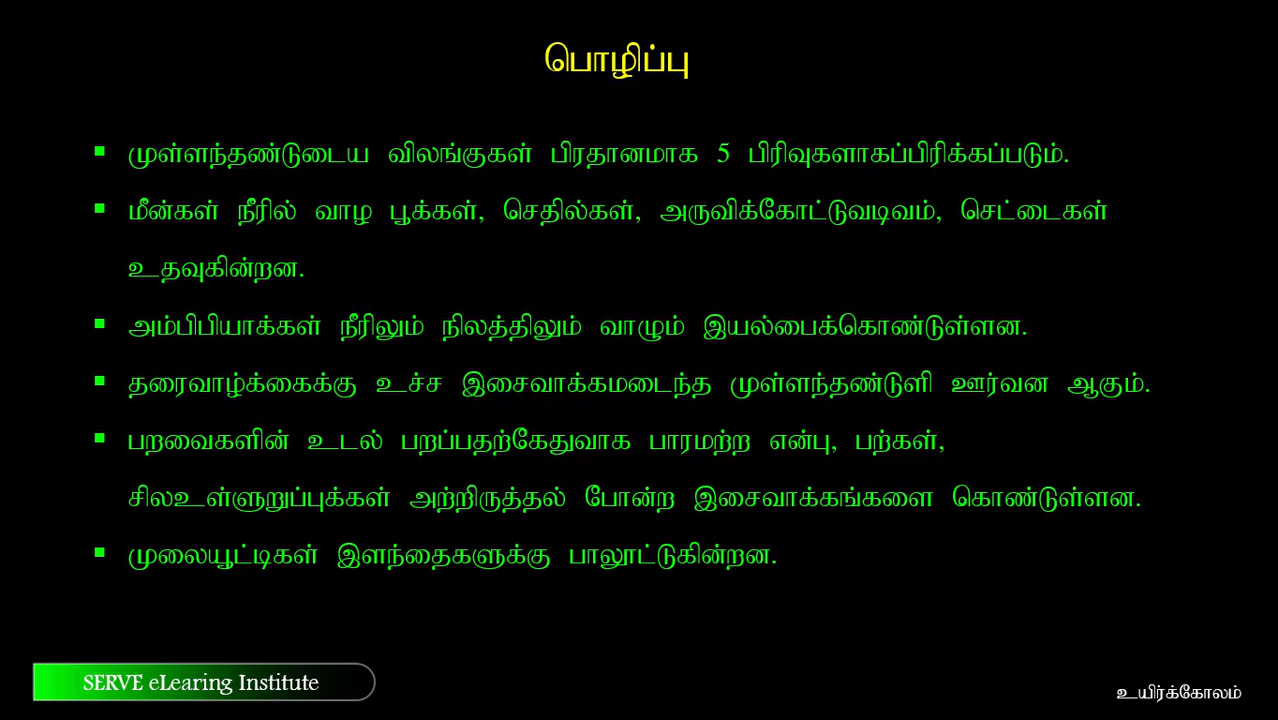 பொழிப்பு
▪ முள்ளந்தண்டுடைய விலங்குகள் பிரதானமாக 5 பிரிவுகளாகப்பிரிக்கப்படும்.
▪ மீன்கள் நீரில் வாழ பூக்கள், செதில்கள், அருவிக்கோட்டுவடிவம், செட்டைகள்
உதவுகின்றன.
▪ அம்பிபியாக்கள் நீரிலும் நிலத்திலும் வாழும் இயல்பைக்கொண்டுள்ளன.
▪ தரைவாழ்க்கைக்கு உச்ச இசைவாக்கமடைந்த முள்ளந்தண்டுளி ஊர்வன ஆகும்.
▪ பறவைகளின் உடல் பறப்பதற்கேதுவாக பாரமற்ற என்பு, பற்கள்,
சிலஉள்ளுறுப்புக்கள் அற்றிருத்தல் போன்ற இசைவாக்கங்களை கொண்டுள்ளன.
▪ முலையூட்டிகள் இளந்தைகளுக்கு பாலூட்டுகின்றன.
SERVE eLearing Institute
உயிர்க்கோலம்